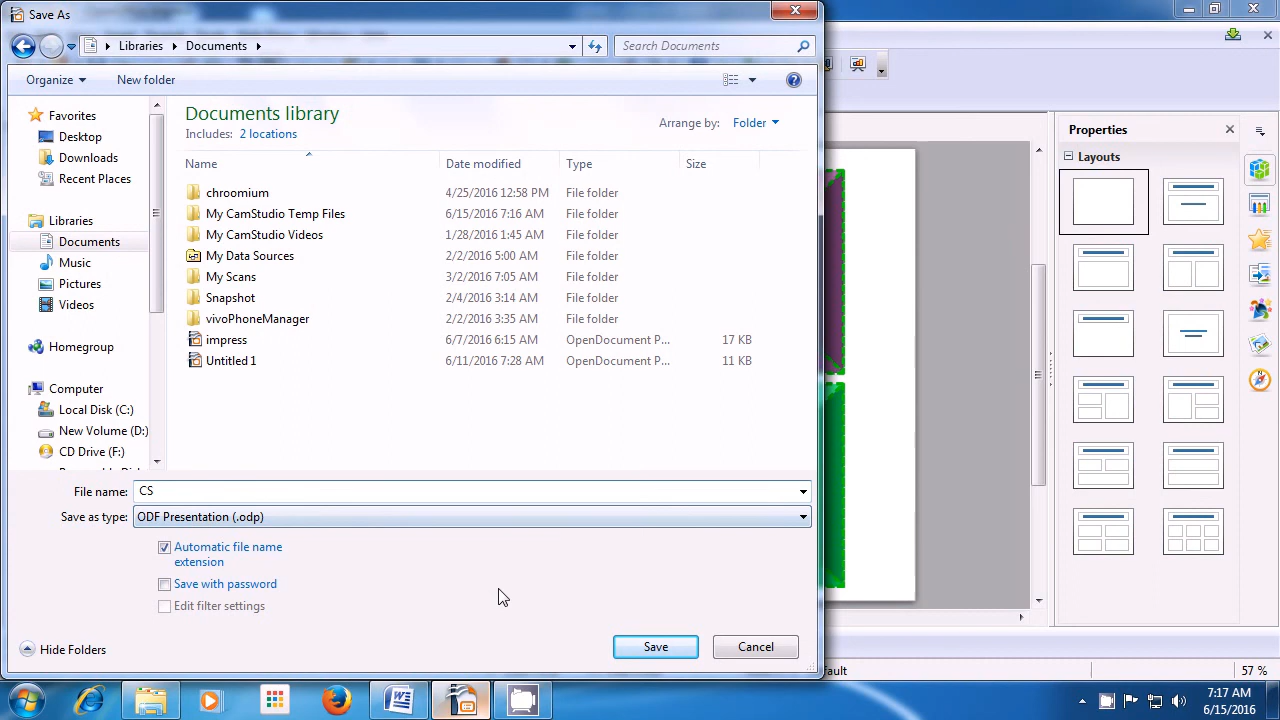 Save As
Libraries Documents
Search Documents
Organize New folder
Documents library
Includes: 2 locations
Arrange by: Folder
Name Date modified Type Size
Favorites
Desktop
Downloads
Recent Places
Libraries
Documents
Music
Pictures
Videos
Homegroup
Computer
Local Disk (C:)
New Volume (D:)
CD Drive (F:)
chroomium 4/25/2016 12:58 PM File folder
My CamStudio Temp Files 6/15/2016 7:16 AM File folder
My CamStudio Videos 1/28/2016 1:45 AM File folder
My Data Sources 2/2/2016 5:00 AM File folder
My Scans 3/2/2016 7:05 AM File folder
Snapshot 2/4/2016 3:14 AM File folder
vivoPhoneManager 2/2/2016 3:35 AM File folder
impress 6/7/2016 6:15 AM OpenDocument P... 17 KB
Untitled 1 6/11/2016 7:28 AM OpenDocument P... 11 KB
File name: CS
Save as type: ODF Presentation (.odp)
Automatic file name
extension
Save with password
Edit filter settings
Hide Folders
Save Cancel
Properties
Layouts
57 %
7:17 AM
6/15/2016